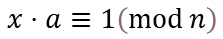 x · a ≡ 1(mod n)